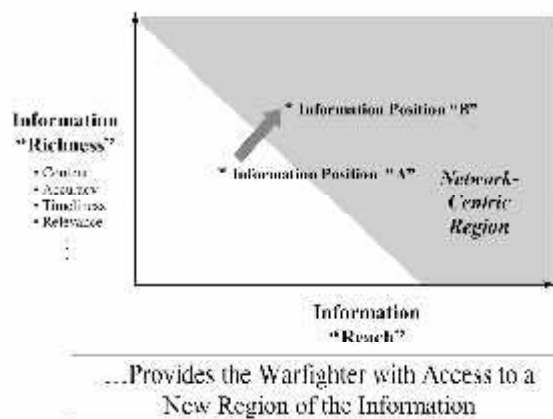 Information
"Richness"
• Content
• Accuracy
• Timeliness
• Relevance
* Information Position "B"
* Information Position "A"
Network-
Centric
Region
Information
"Reach"
...Provides the Warfighter with Access to a
New Region of the Information